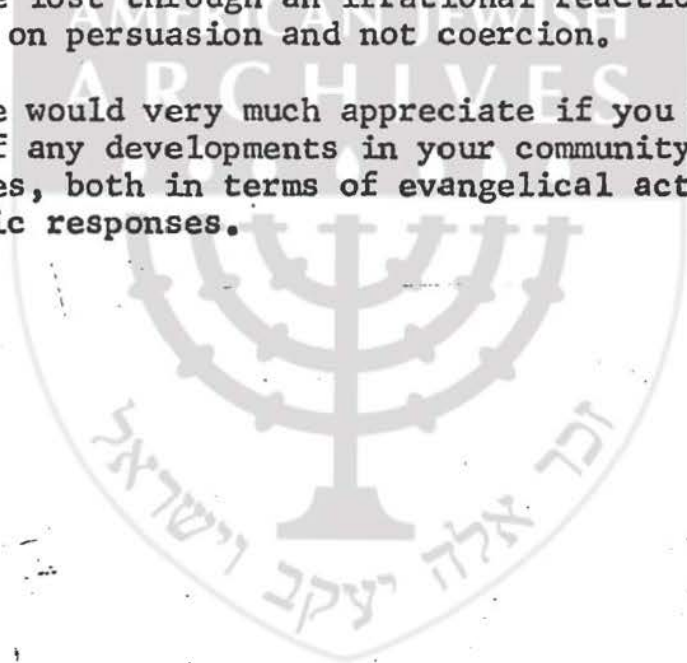 e lost through an irrational reactio
on persuasion and not coercion.
AMERICAN JEWISH
ARCHIVES
e would very much appreciate if you
f any developments in your community
es, both in terms of evangelical act
ic responses.
זכר אלה יעקב וישראל